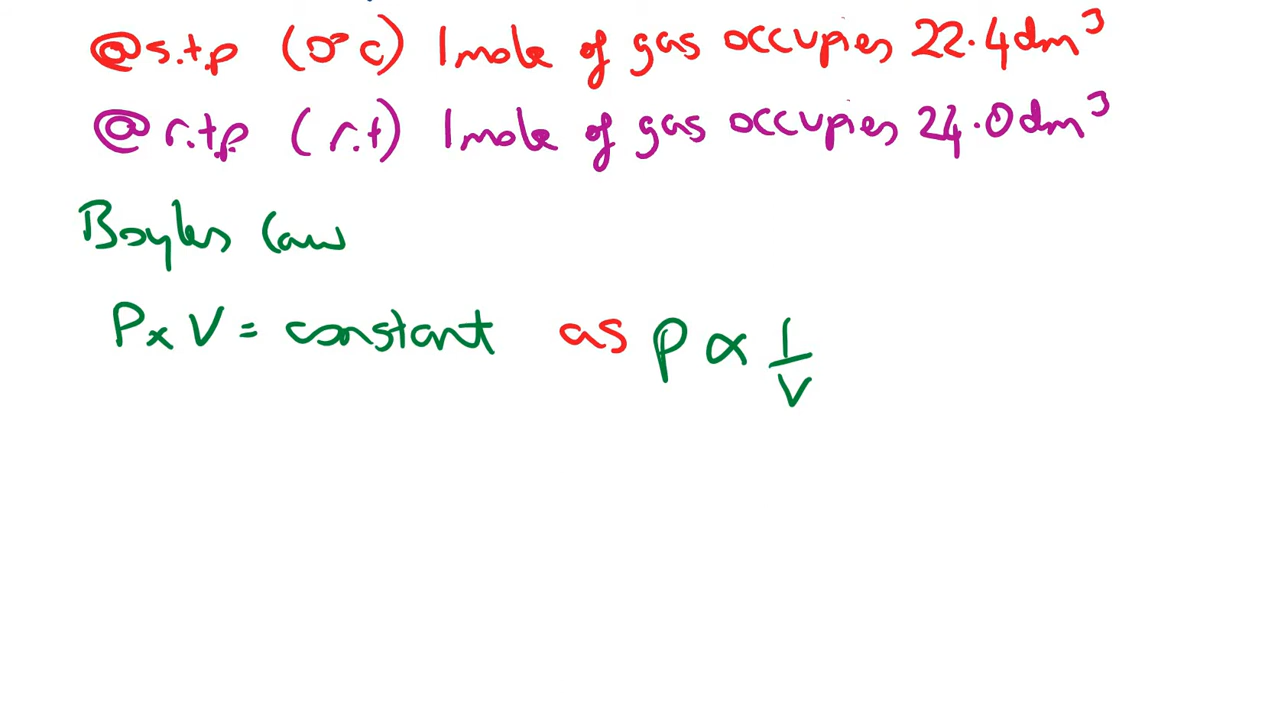 @s.t.p (0°C) 1 mole of gas occupies 22.4dm³
@ r.t.p. (r.t) 1 mole of gas occupies 24.0dm³
Boyles law
P x V = constant as P ∝ 1/V